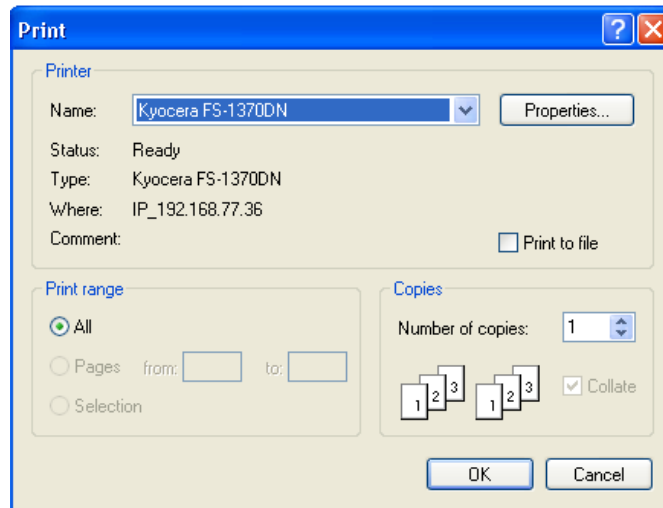 Print
Printer
Name: Kyocera FS-1370DN Properties...
Status: Ready
Type: Kyocera FS-1370DN
Where: IP_192.168.77.36
Comment: Print to file
Print range
All
Pages from: to:
Selection
Copies
Number of copies: 1
1 2 3 1 2 3 Collate
OK Cancel